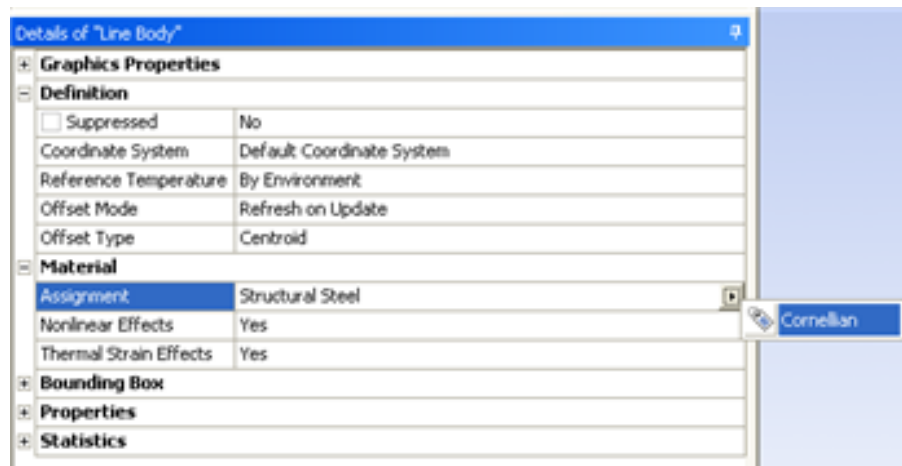 Details of "Line Body"
Graphics Properties
Definition
Suppressed No
Coordinate System Default Coordinate System
Reference Temperature By Environment
Offset Mode Refresh on Update
Offset Type Centroid
Material
Assignment Structural Steel
Cornellian
Nonlinear Effects Yes
Thermal Strain Effects Yes
Bounding Box
Properties
Statistics